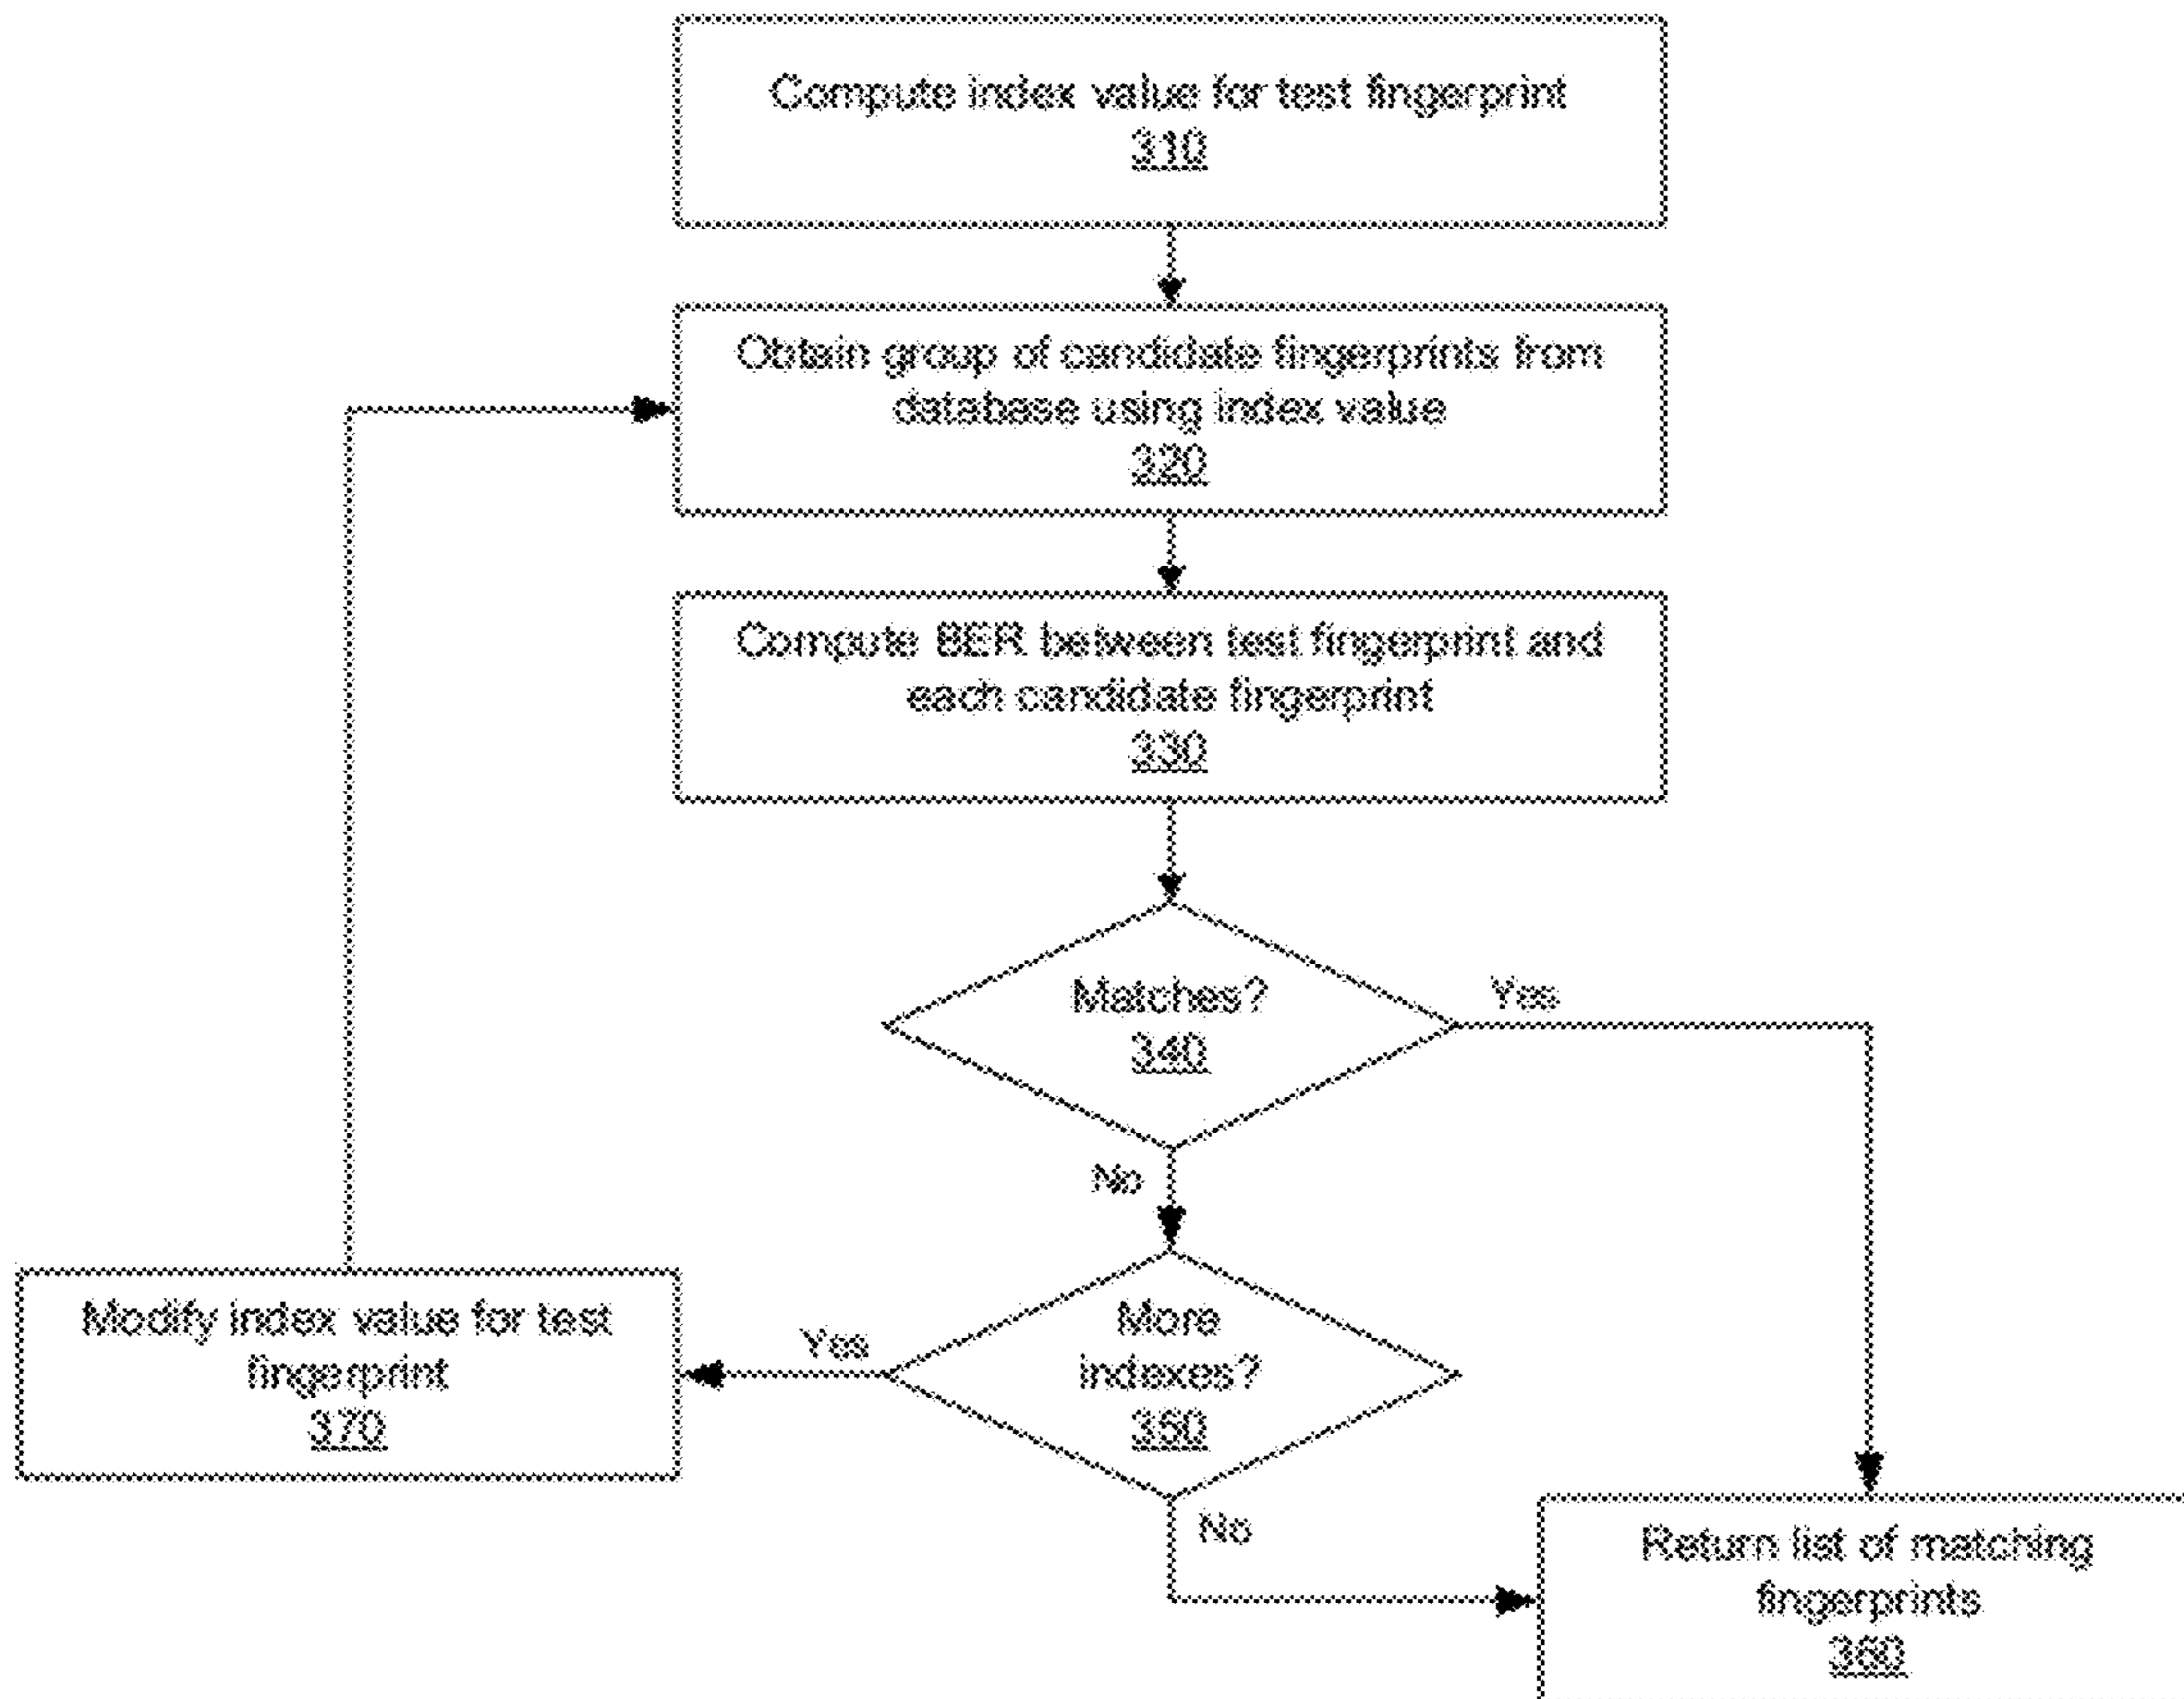 Compute index value for test fingerprint
310
Obtain group of candidate fingerprints from
database using index value
320
Compute BER between test fingerprint and
each candidate fingerprint
330
Matches?
340
Yes
No
More
indexes?
350
Yes
No
Modify index value for test
fingerprint
370
Return list of matching
fingerprints
360